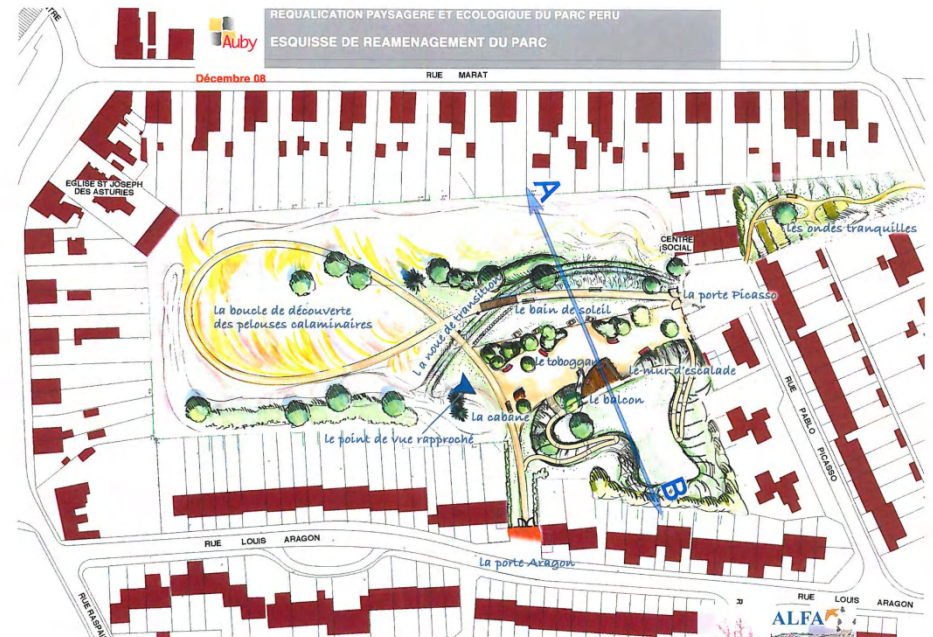 REQUALICATION PAYSAGERE ET ECOLOGIQUE DU PARC PERU
Auby
ESQUISSE DE REAMENAGEMENT DU PARC
Décembre 08
RUE MARAT
EGLISE ST JOSEPH
DES ASTURIES
A
CENTRE
SOCIAL
les ondes tranquilles
la porte Picasso
la boucle de découverte
des pelouses calaminaires
La noue de transition
le bain de soleil
le toboggan
le mur d'escalade
le balcon
la cabane
le point de vue rapproché
RUE PABLO PICASSO
B
RUE LOUIS ARAGON
la porte Aragon
RUE LOUIS ARAGON
ALFA